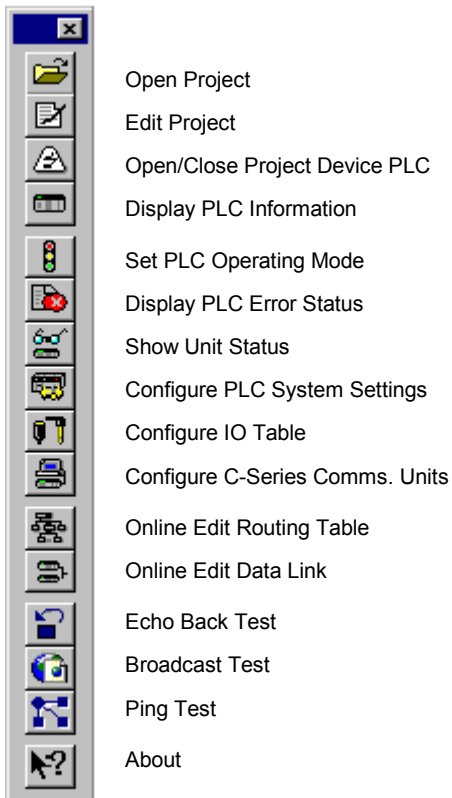 Open Project
Edit Project
Open/Close Project Device PLC
Display PLC Information
Set PLC Operating Mode
Display PLC Error Status
Show Unit Status
Configure PLC System Settings
Configure IO Table
Configure C-Series Comms. Units
Online Edit Routing Table
Online Edit Data Link
Echo Back Test
Broadcast Test
Ping Test
About